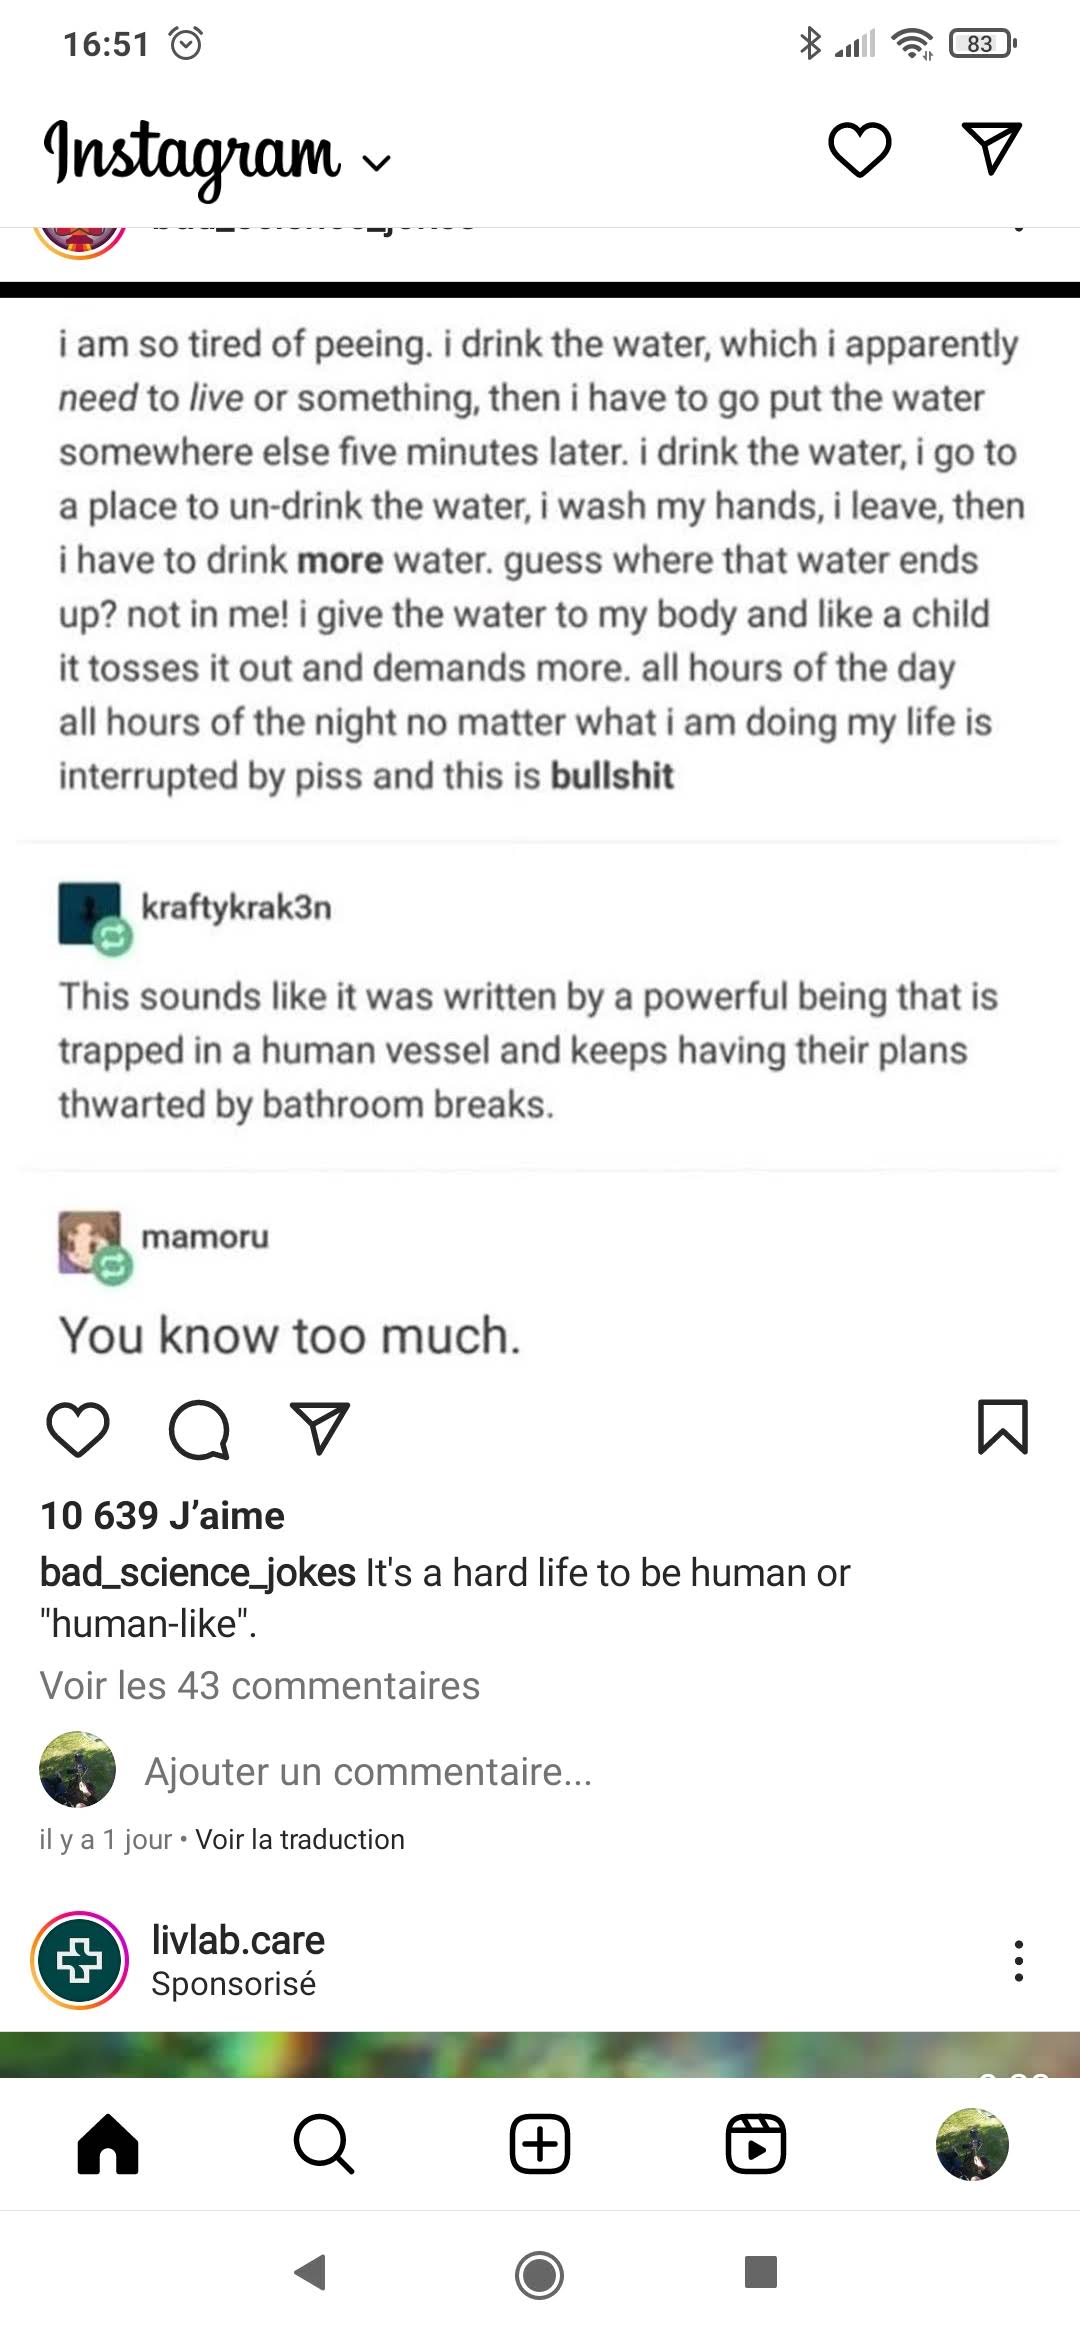 16:51
83
Instagram
i am so tired of peeing. i drink the water, which i apparently
need to live or something, then i have to go put the water
somewhere else five minutes later. i drink the water, i go to
a place to un-drink the water, i wash my hands, i leave, then
i have to drink more water. guess where that water ends
up? not in me! i give the water to my body and like a child
it tosses it out and demands more. all hours of the day
all hours of the night no matter what i am doing my life is
interrupted by piss and this is bullshit
kraftykrak3n
This sounds like it was written by a powerful being that is
trapped in a human vessel and keeps having their plans
thwarted by bathroom breaks.
mamoru
You know too much.
10 639 J’aime
bad_science_jokes It's a hard life to be human or
"human-like".
Voir les 43 commentaires
Ajouter un commentaire...
il y a 1 jour • Voir la traduction
livlab.care
Sponsorisé